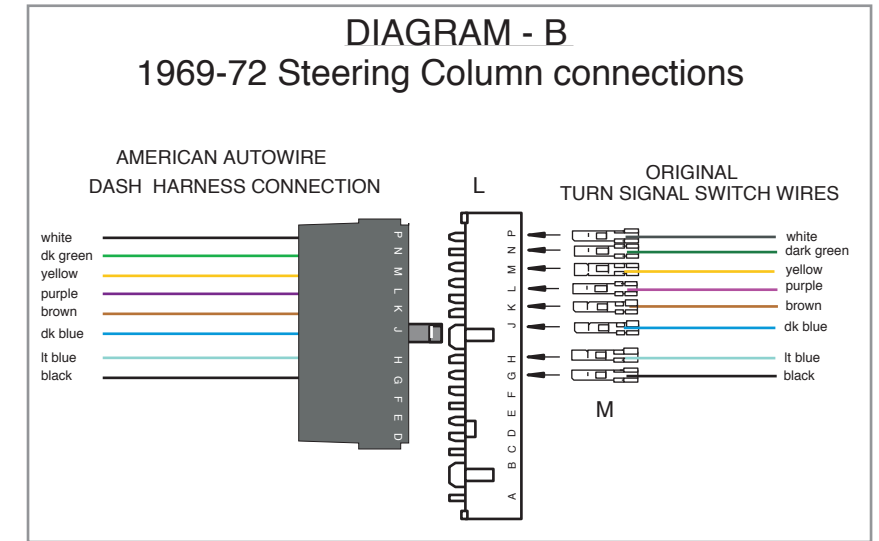 DIAGRAM - B
1969-72 Steering Column connections
AMERICAN AUTOWIRE
DASH HARNESS CONNECTION
L
ORIGINAL
TURN SIGNAL SWITCH WIRES
white
dk green
yellow
purple
brown
dk blue
lt blue
black
P
N
M
L
K
J
H
G
F
E
D
P
N
M
L
K
J
H
G
F
E
D
C
B
A
white
dark green
yellow
purple
brown
dk blue
lt blue
black
M